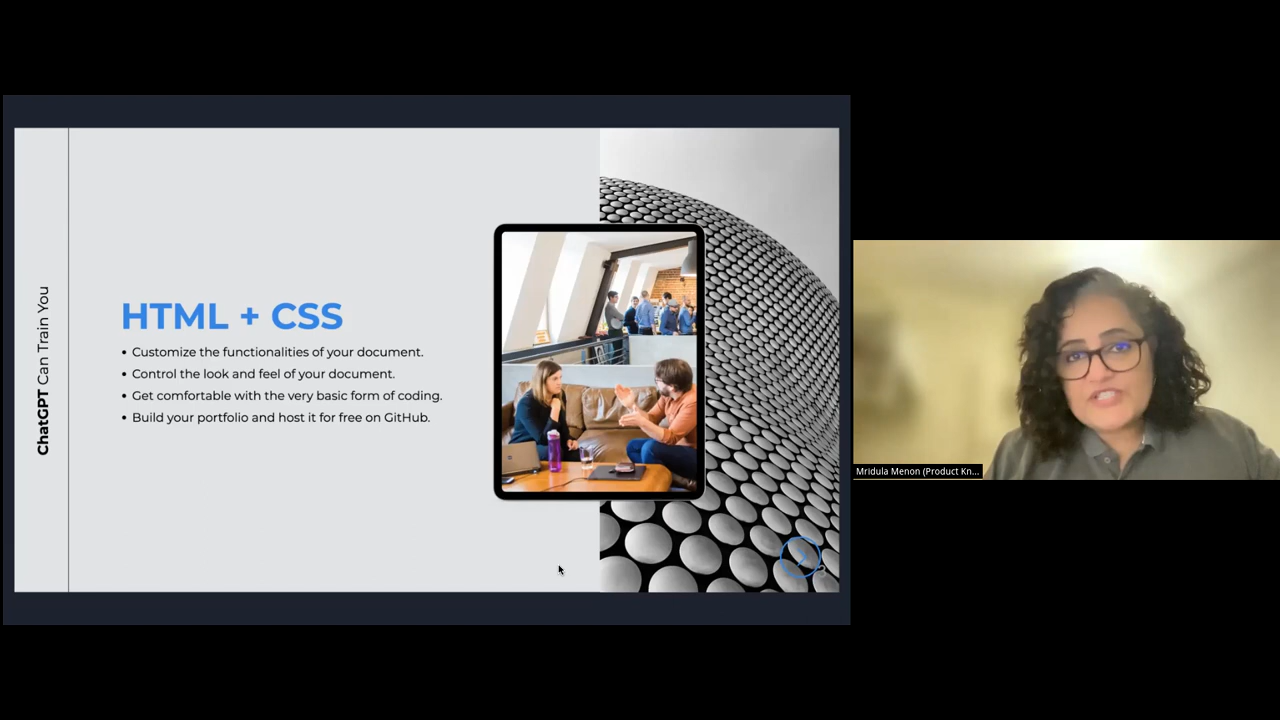 ChatGPT Can Train You
HTML + CSS
• Customize the functionalities of your document.
• Control the look and feel of your document.
• Get comfortable with the very basic form of coding.
• Build your portfolio and host it for free on GitHub.
Mridula Menon (Product Kn...